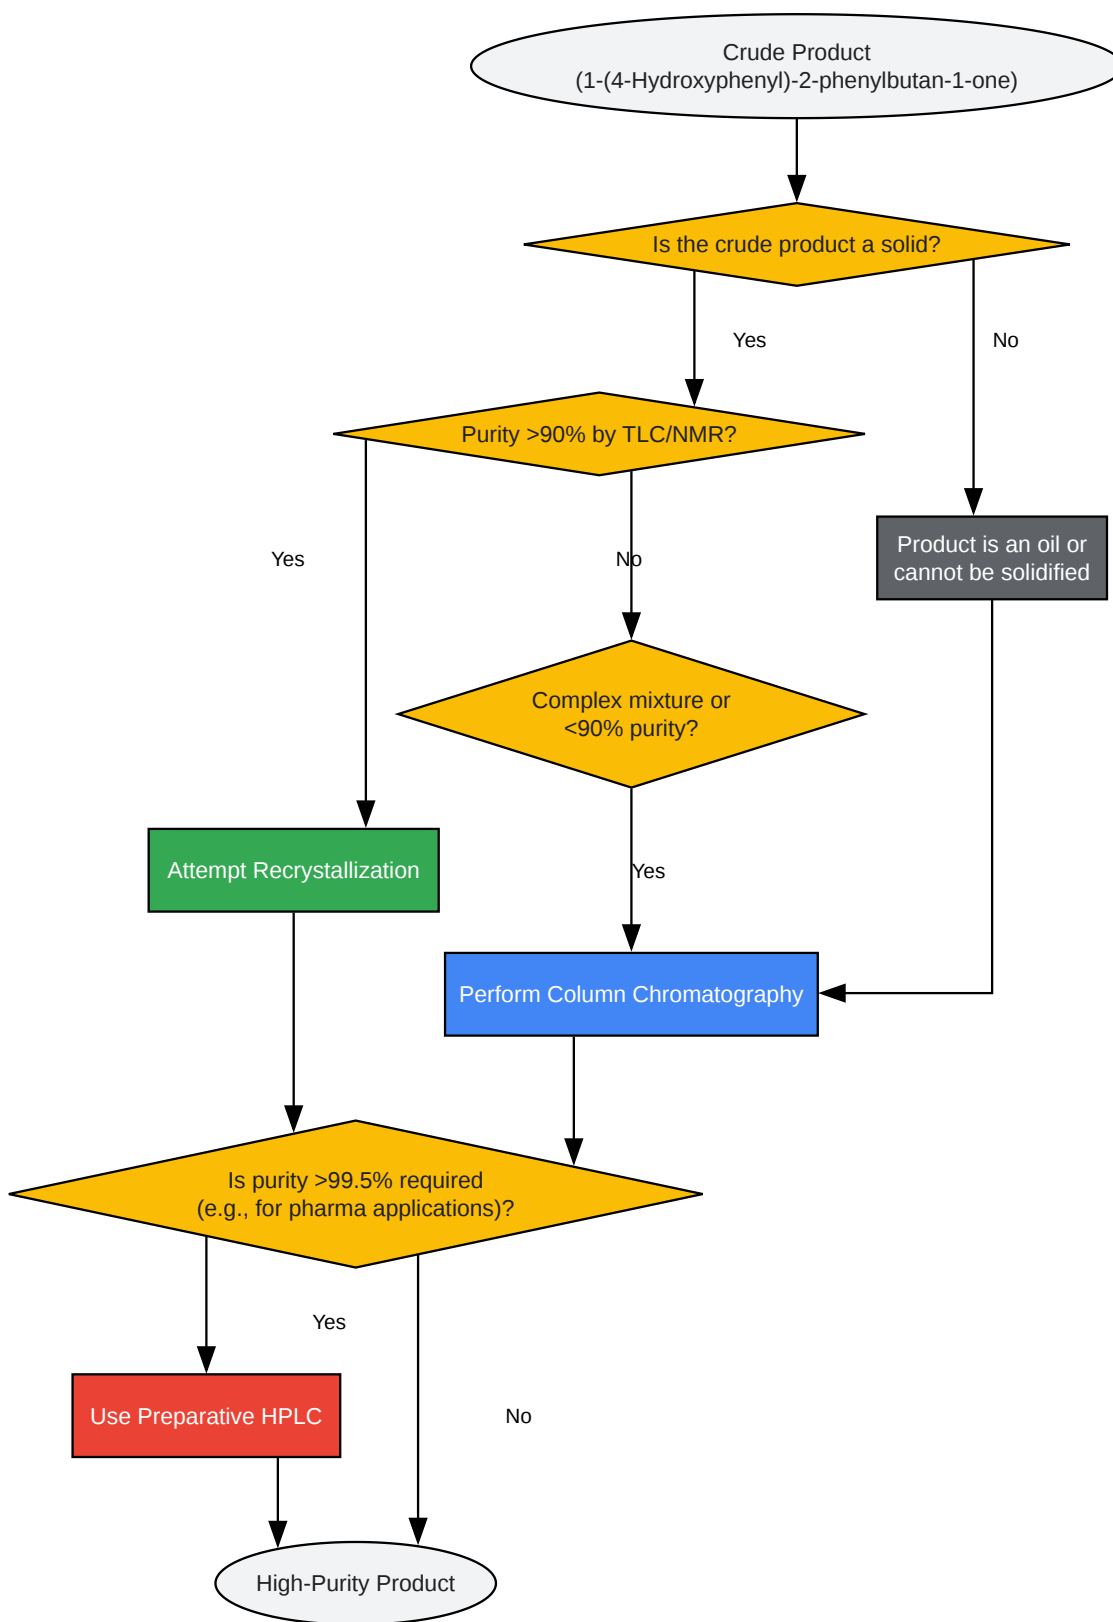 Crude Product
(1-(4-Hydroxyphenyl)-2-phenylbutan-1-one)
Is the crude product a solid?
Yes
No
Purity >90% by TLC/NMR?
Yes
No
Product is an oil or
cannot be solidified
Complex mixture or
<90% purity?
Attempt Recrystallization
Yes
Perform Column Chromatography
Is purity >99.5% required
(e.g., for pharma applications)?
Yes
Use Preparative HPLC
No
High-Purity Product